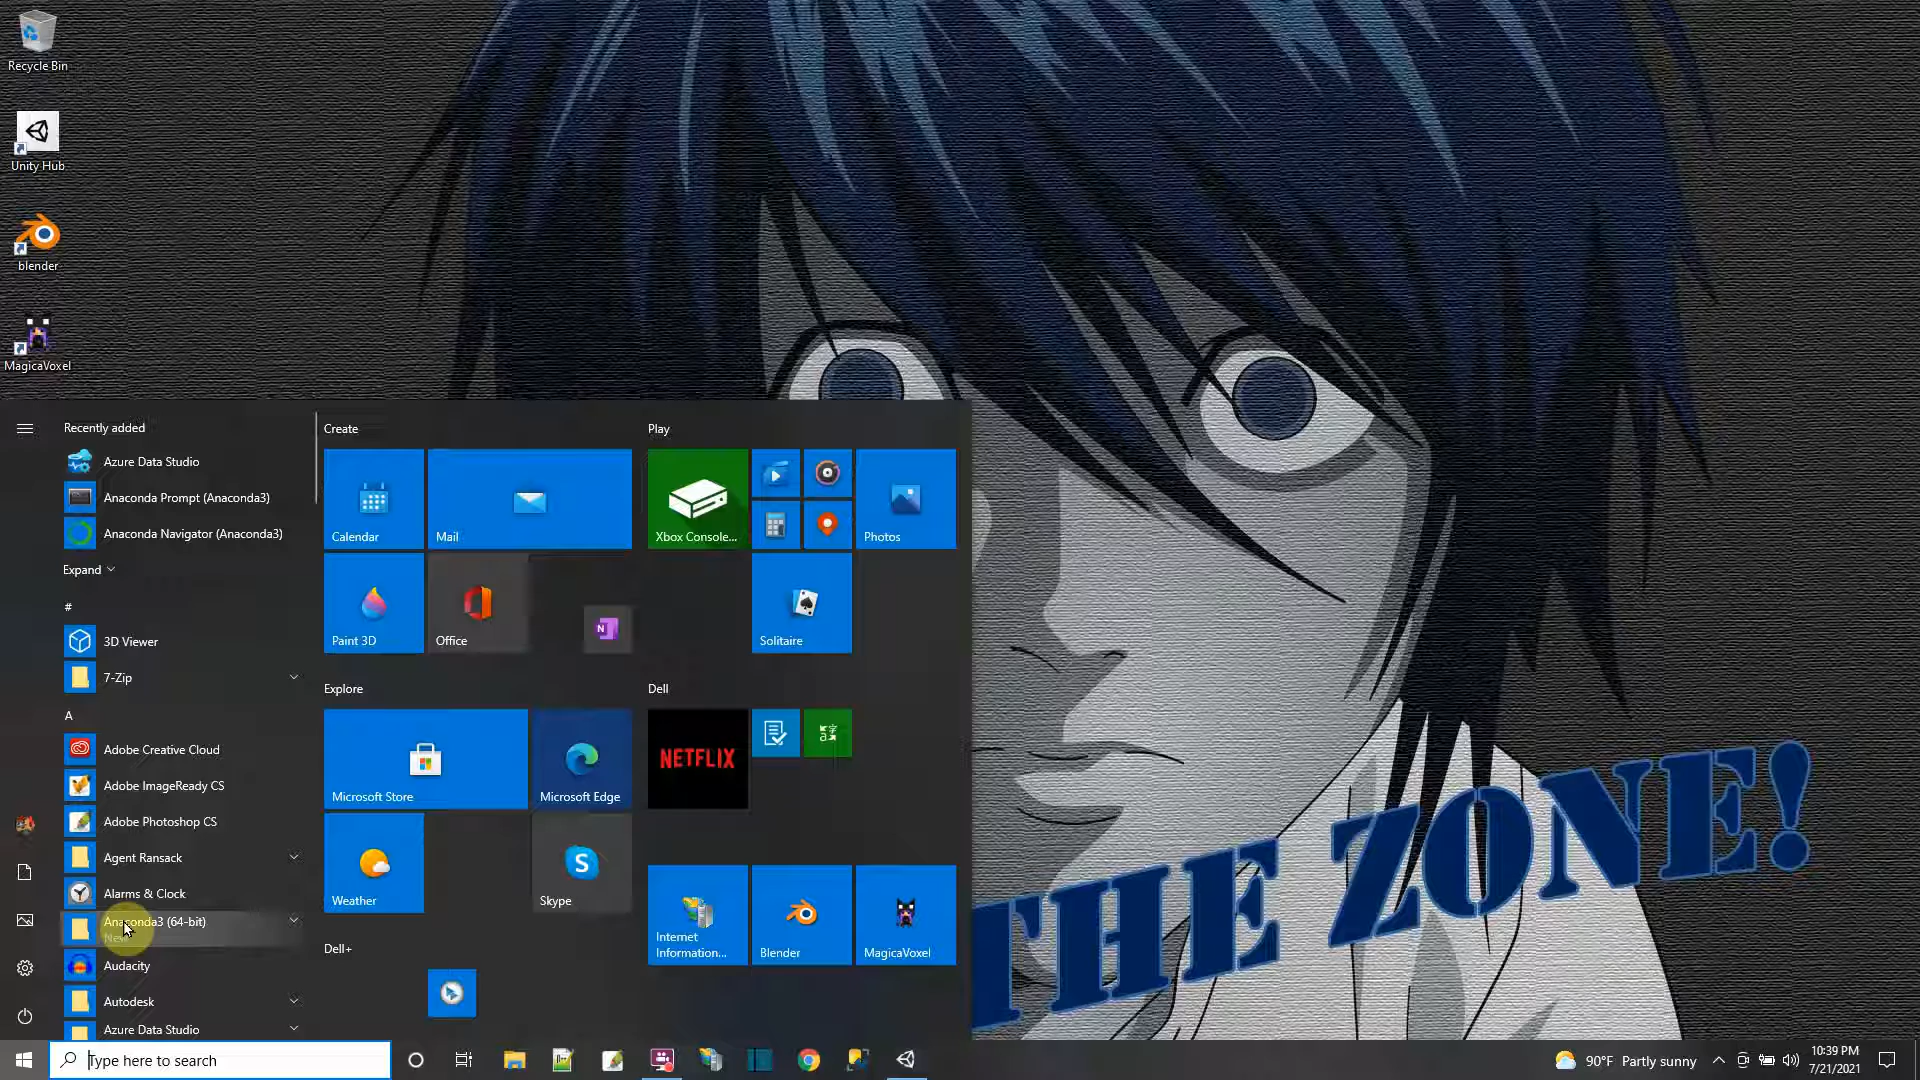 Recycle Bin
Unity Hub
blender
MagicaVoxel
Recently added
Azure Data Studio
Anaconda Prompt (Anaconda3)
Anaconda Navigator (Anaconda3)
Expand
#
3D Viewer
7-Zip
A
Adobe Creative Cloud
Adobe ImageReady CS
Adobe Photoshop CS
Agent Ransack
Alarms & Clock
Anaconda3 (64-bit)
New
Audacity
Autodesk
Azure Data Studio
Create
Calendar
Mail
Paint 3D
Office
Explore
Microsoft Store
Microsoft Edge
Weather
Skype
Dell+
Play
Xbox Console...
Photos
Solitaire
Dell
NETFLIX
Internet
Information...
Blender
MagicaVoxel
THE ZONE!
Type here to search
90°F Partly sunny
10:39 PM
7/21/2021